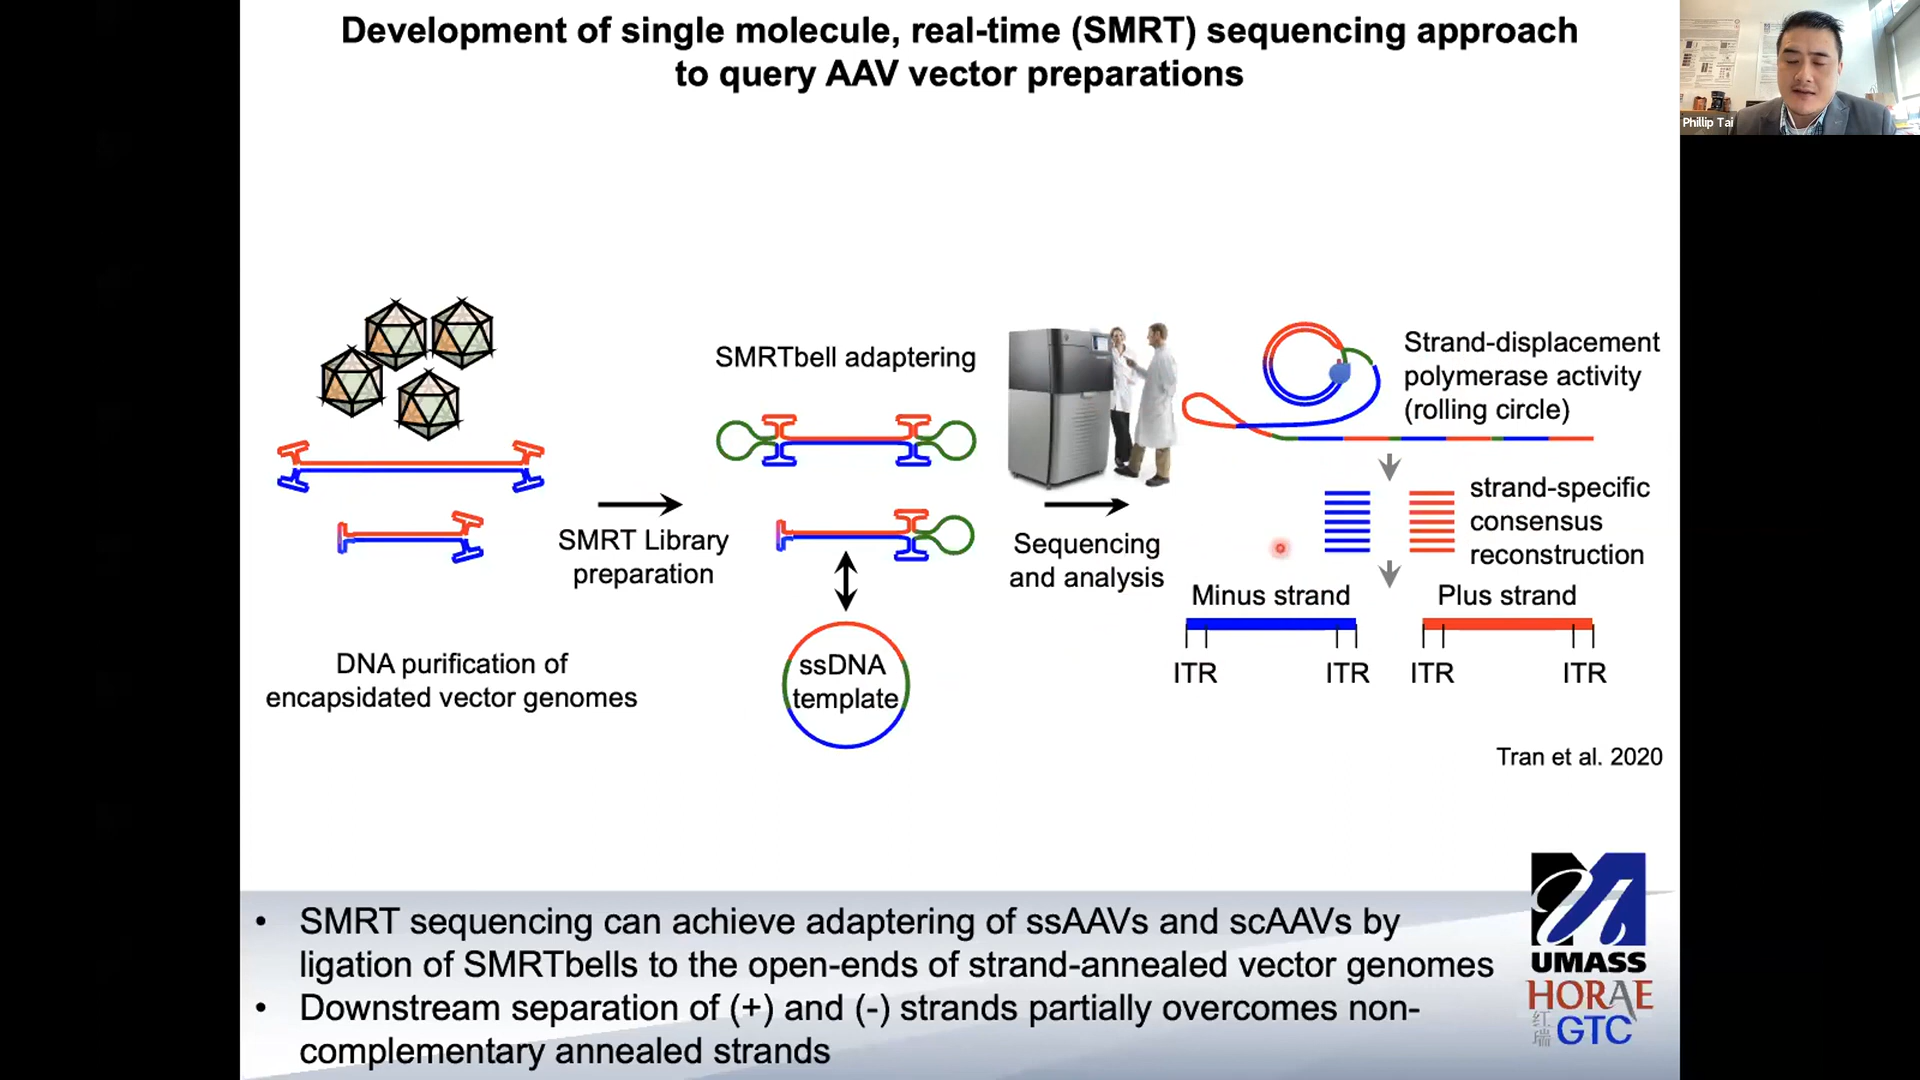 Development of single molecule, real-time (SMRT) sequencing approach
to query AAV vector preparations
Phillip Tai
SMRTbell adaptering
Strand-displacement
polymerase activity
(rolling circle)
strand-specific
consensus
reconstruction
SMRT Library
preparation
Sequencing
and analysis
Minus strand
Plus strand
ITR
ITR
ITR
ITR
DNA purification of
encapsidated vector genomes
ssDNA
template
Tran et al. 2020
• SMRT sequencing can achieve adaptering of ssAAVs and scAAVs by
ligation of SMRTbells to the open-ends of strand-annealed vector genomes
• Downstream separation of (+) and (-) strands partially overcomes non-
complementary annealed strands
UMASS
HORAE
红瑞
GTC